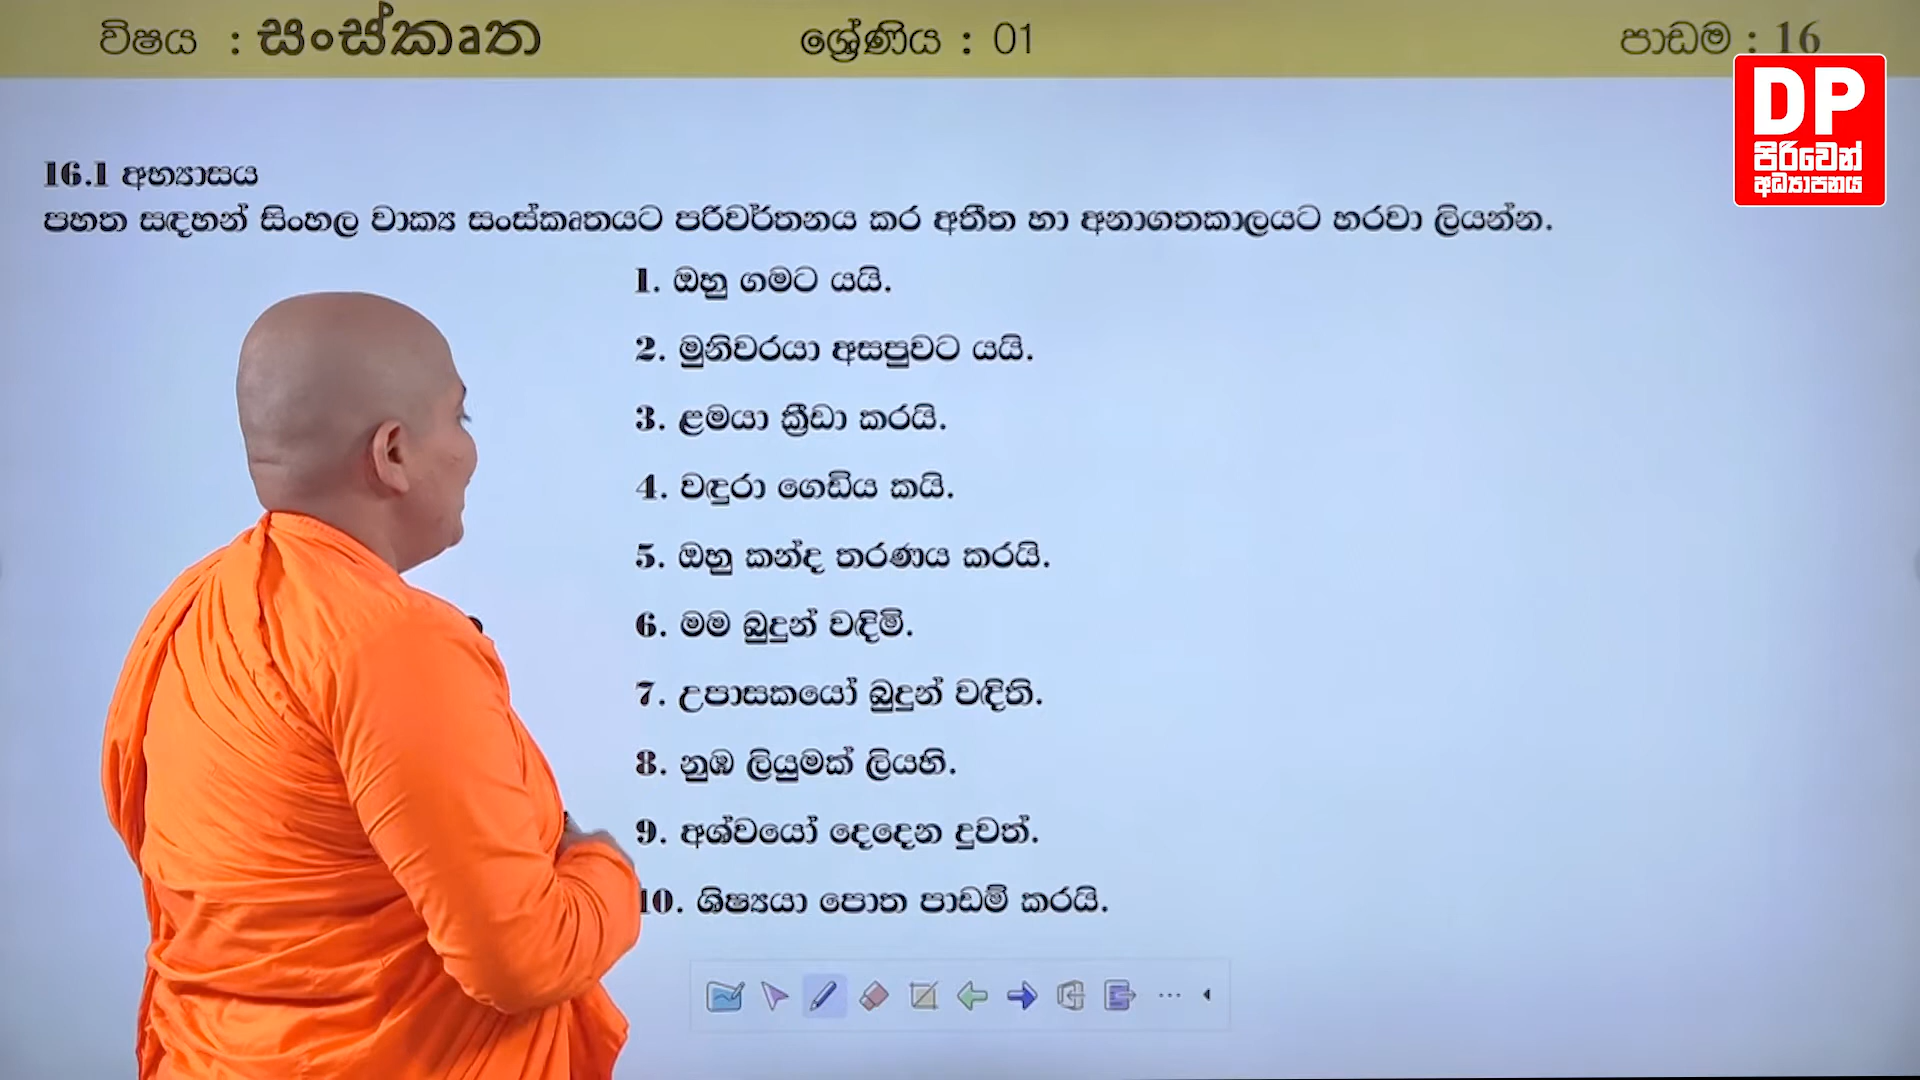 විෂය : සංස්කෘත ශ්‍රේණිය : 01 පාඩම : 16
DP
පිරිවෙන්
අධ්‍යාපනය
16.1 අභ්‍යාසය
පහත සඳහන් සිංහල වාක්‍ය සංස්කෘතයට පරිවර්තනය කර අතීත හා අනාගතකාලයට හරවා ලියන්න.
1. ඔහු ගමට යයි.
2. මුනිවරයා අසපුවට යයි.
3. ළමයා ක්‍රීඩා කරයි.
4. වඳුරා ගෙඩිය කයි.
5. ඔහු කන්ද තරණය කරයි.
6. මම බුදුන් වඳිමි.
7. උපාසකයෝ බුදුන් වඳිති.
8. නුඹ ලියුමක් ලියහි.
9. අශ්වයෝ දෙදෙන දුවත්.
10. ශිෂ්‍යයා පොත පාඩම් කරයි.